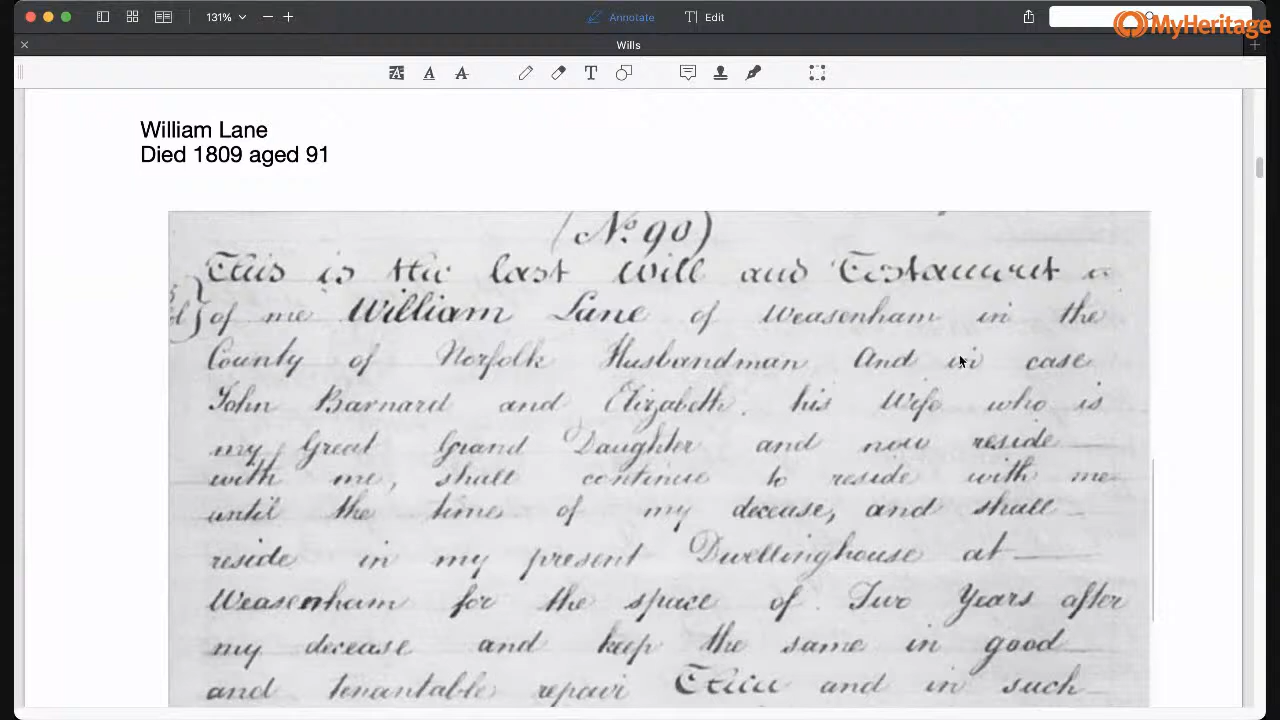 131%
Annotate
Edit
MyHeritage
Wills
William Lane
Died 1809 aged 91
(No. 90)
This is the last Will and Testament
of me William Lane of Weasenham in the
County of Norfolk Husbandman And in case
John Barnard and Elizabeth his Wife who is
my Great Grand Daughter and now reside
with me, shall continue to reside with me
until the time of my decease, and shall
reside in my present Dwellinghouse at
Weasenham for the space of Two Years after
my decease and keep the same in good
and tenantable repair Then and in such